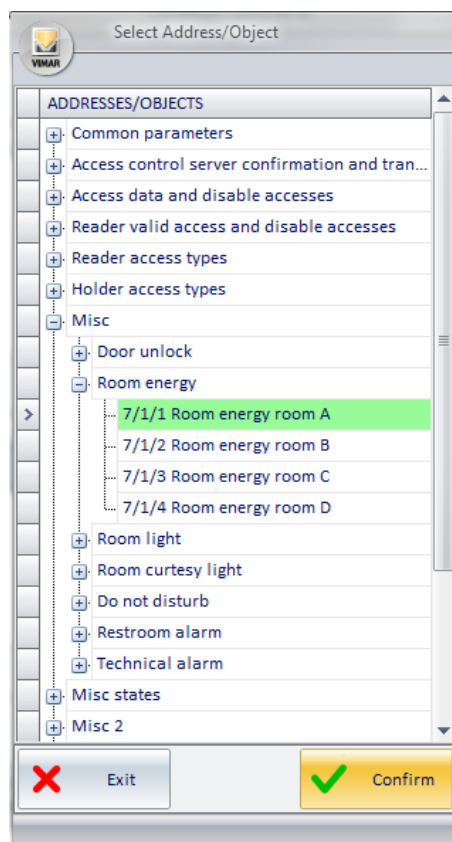 Select Address/Object
VIMAR
ADDRESSES/OBJECTS
Common parameters
Access control server confirmation and tran...
Access data and disable accesses
Reader valid access and disable accesses
Reader access types
Holder access types
Misc
Door unlock
Room energy
7/1/1 Room energy room A
7/1/2 Room energy room B
7/1/3 Room energy room C
7/1/4 Room energy room D
Room light
Room curtesy light
Do not disturb
Restroom alarm
Technical alarm
Misc states
Misc 2
Exit
Confirm